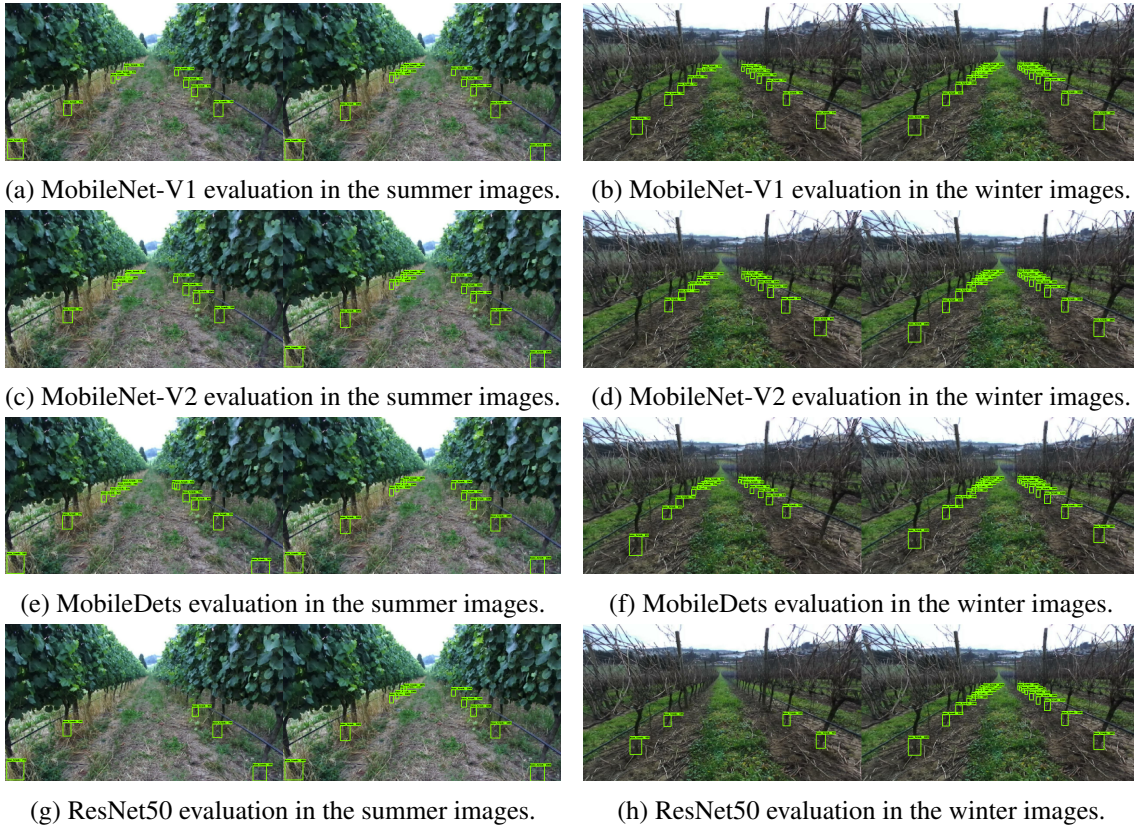 (a) MobileNet-V1 evaluation in the summer images.
(b) MobileNet-V1 evaluation in the winter images.
(c) MobileNet-V2 evaluation in the summer images.
(d) MobileNet-V2 evaluation in the winter images.
(e) MobileDets evaluation in the summer images.
(f) MobileDets evaluation in the winter images.
(g) ResNet50 evaluation in the summer images.
(h) ResNet50 evaluation in the winter images.